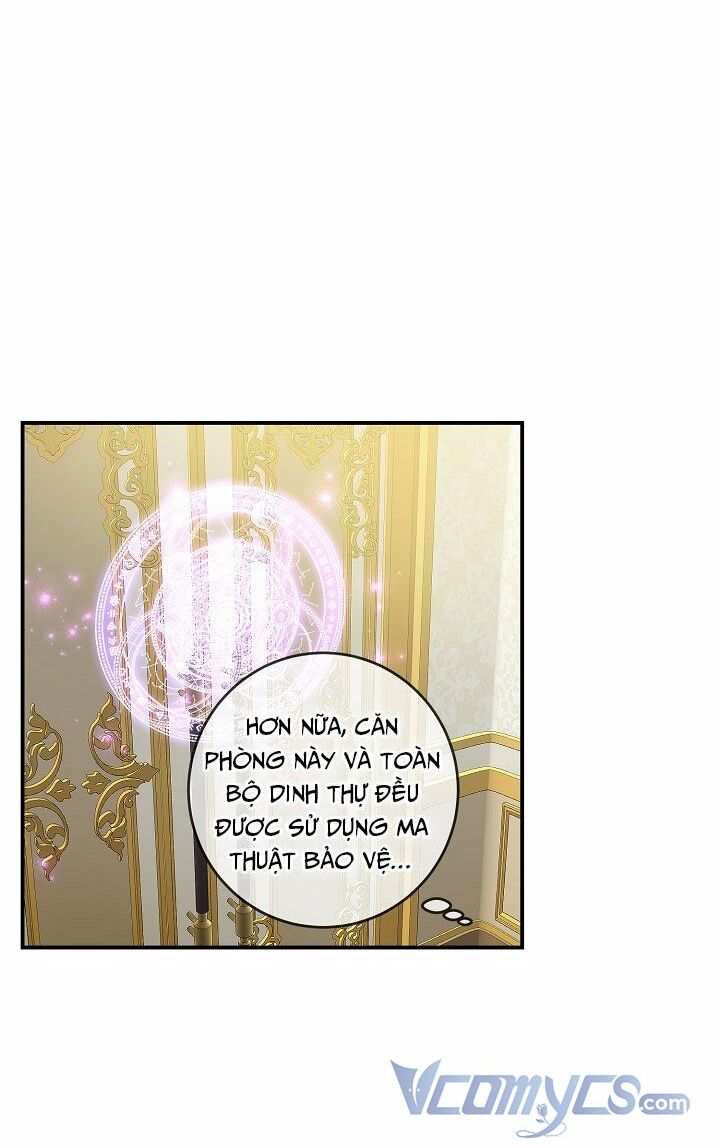 HƠN NỮA, CĂN
PHÒNG NÀY VÀ TOÀN
BỘ DINH THỰ ĐỀU
ĐƯỢC SỬ DỤNG MA
THUẬT BẢO VỆ...
VCOMYCS.com